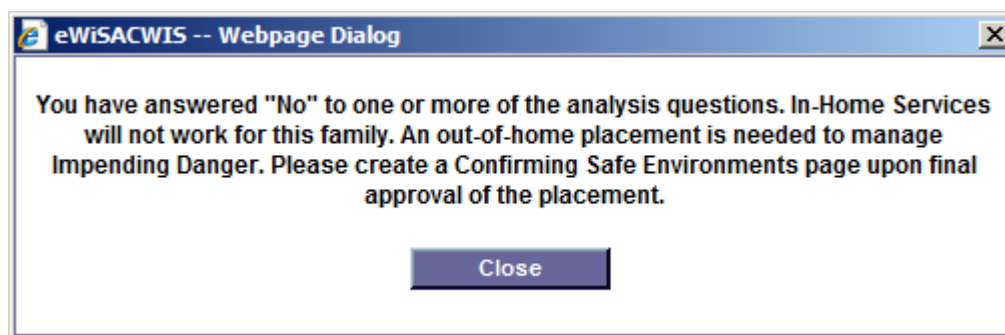 eWiSACWIS -- Webpage Dialog
You have answered "No" to one or more of the analysis questions. In-Home Services
will not work for this family. An out-of-home placement is needed to manage
Impending Danger. Please create a Confirming Safe Environments page upon final
approval of the placement.
Close